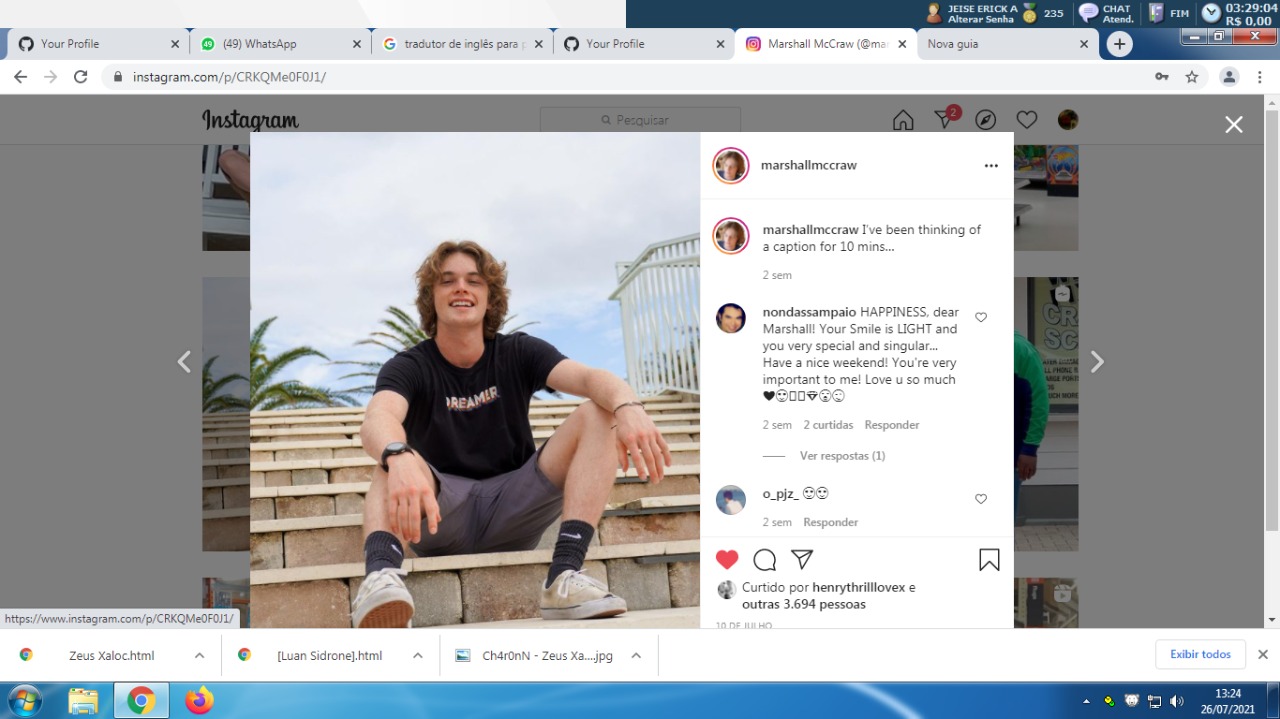 JEISE ERICK A
Alterar Senha
235
CHAT
Atend.
FIM
03:29:04
R$ 0,00
Your Profile
(49) WhatsApp
tradutor de inglês para p
Your Profile
Marshall McCraw (@mar
Nova guia
instagram.com/p/CRKQMe0F0J1/
Instagram
Pesquisar
2
marshallmccraw
marshallmccraw I've been thinking of
a caption for 10 mins...
2 sem
nondassampaio HAPPINESS, dear
Marshall! Your Smile is LIGHT and
you very special and singular...
Have a nice weekend! You're very
important to me! Love u so much
2 sem 2 curtidas Responder
Ver respostas (1)
o_pjz_
2 sem Responder
Curtido por henrythrilllovex e
outras 3.694 pessoas
10 DE JULHO
DREAMER
https://www.instagram.com/p/CRKQMe0F0J1/
Zeus Xaloc.html
[Luan Sidrone].html
Ch4r0nN - Zeus Xa....jpg
Exibir todos
13:24
26/07/2021